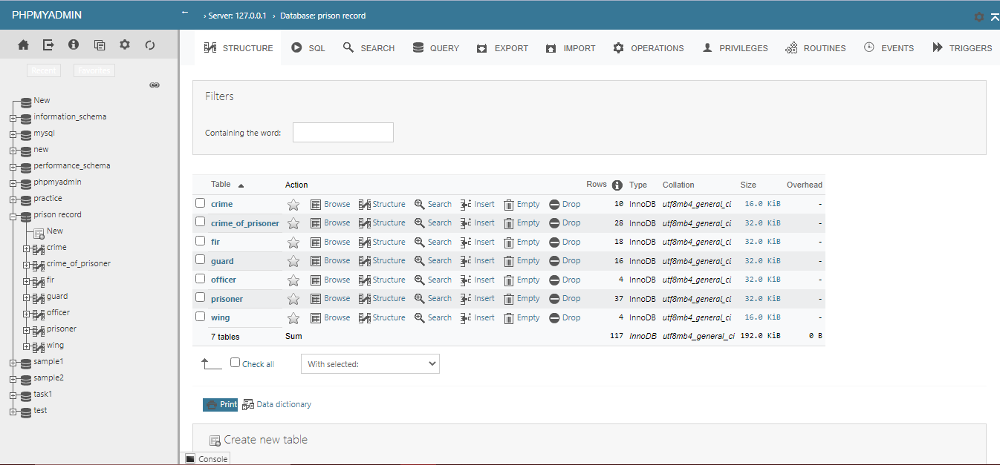 PHPMYADMIN
← › Server: 127.0.0.1 › Database: prison record
STRUCTURE SQL SEARCH QUERY EXPORT IMPORT OPERATIONS PRIVILEGES ROUTINES EVENTS TRIGGERS
Recent Favorites
New
information_schema
mysql
new
performance_schema
phpmyadmin
practice
prison record
New
crime
crime_of_prisoner
fir
guard
officer
prisoner
wing
sample1
sample2
task1
test
Filters
Containing the word:
Table Action Rows Type Collation Size Overhead
crime Browse Structure Search Insert Empty Drop 10 InnoDB utf8mb4_general_ci 16.0 KiB -
crime_of_prisoner Browse Structure Search Insert Empty Drop 28 InnoDB utf8mb4_general_ci 32.0 KiB -
fir Browse Structure Search Insert Empty Drop 18 InnoDB utf8mb4_general_ci 32.0 KiB -
guard Browse Structure Search Insert Empty Drop 16 InnoDB utf8mb4_general_ci 32.0 KiB -
officer Browse Structure Search Insert Empty Drop 4 InnoDB utf8mb4_general_ci 32.0 KiB -
prisoner Browse Structure Search Insert Empty Drop 37 InnoDB utf8mb4_general_ci 32.0 KiB -
wing Browse Structure Search Insert Empty Drop 4 InnoDB utf8mb4_general_ci 16.0 KiB -
7 tables Sum 117 InnoDB utf8mb4_general_ci 192.0 KiB 0 B
Check all With selected:
Print Data dictionary
Create new table
Console